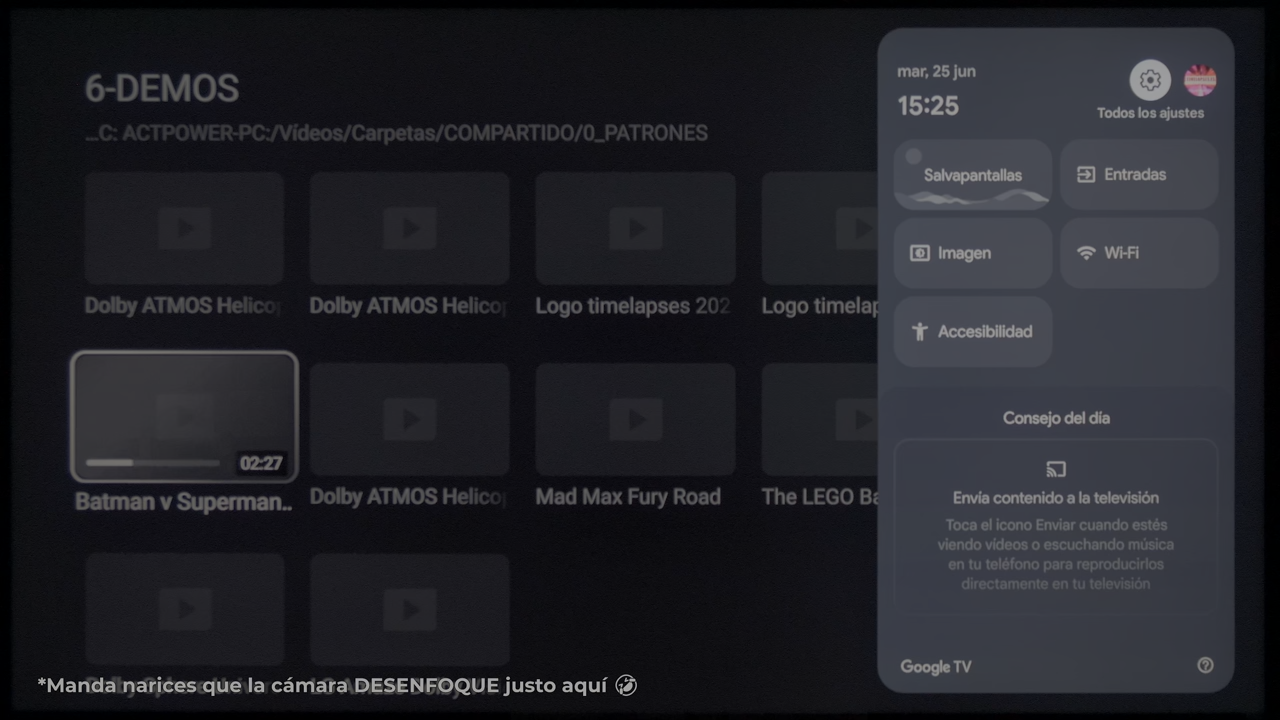 6-DEMOS
...C: ACTPOWER-PC:/Vídeos/Carpetas/COMPARTIDO/0_PATRONES
Dolby ATMOS Helico
Dolby ATMOS Helico
Logo timelapses 202
Logo timelap
02:27
Batman v Superman..
Dolby ATMOS Helico
Mad Max Fury Road
The LEGO Ba
mar, 25 jun
15:25
Todos los ajustes
Salvapantallas
Entradas
Imagen
Wi-Fi
Accesibilidad
Consejo del día
Envía contenido a la televisión
Toca el icono Enviar cuando estés
viendo vídeos o escuchando música
en tu teléfono para reproducirlos
directamente en tu televisión
Google TV
*Manda narices que la cámara DESENFOQUE justo aquí